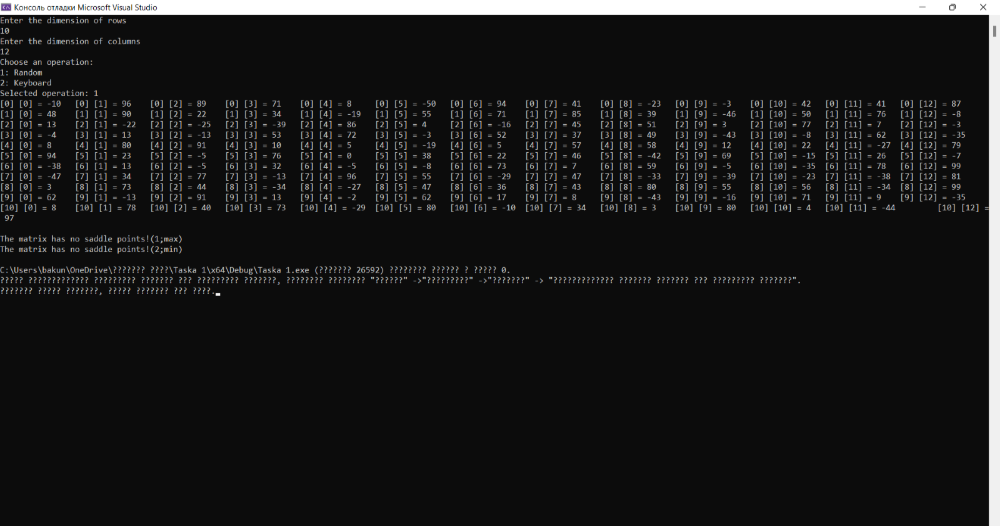 Консоль отладки Microsoft Visual Studio
Enter the dimension of rows
10
Enter the dimension of columns
12
Choose an operation:
1: Random
2: Keyboard
Selected operation: 1
[0] [0] = -10 [0] [1] = 96 [0] [2] = 89 [0] [3] = 71 [0] [4] = 8 [0] [5] = -50 [0] [6] = 94 [0] [7] = 41 [0] [8] = -23 [0] [9] = -3 [0] [10] = 42 [0] [11] = 41 [0] [12] = 87
[1] [0] = 48 [1] [1] = 90 [1] [2] = 22 [1] [3] = 34 [1] [4] = -19 [1] [5] = 55 [1] [6] = 71 [1] [7] = 85 [1] [8] = 39 [1] [9] = -46 [1] [10] = 50 [1] [11] = 76 [1] [12] = -8
[2] [0] = 13 [2] [1] = -22 [2] [2] = -25 [2] [3] = -39 [2] [4] = 86 [2] [5] = 4 [2] [6] = -16 [2] [7] = 45 [2] [8] = 51 [2] [9] = 3 [2] [10] = 77 [2] [11] = 7 [2] [12] = -3
[3] [0] = -4 [3] [1] = 13 [3] [2] = -13 [3] [3] = 53 [3] [4] = 72 [3] [5] = -3 [3] [6] = 52 [3] [7] = 37 [3] [8] = 49 [3] [9] = -43 [3] [10] = -8 [3] [11] = 62 [3] [12] = -35
[4] [0] = 8 [4] [1] = 80 [4] [2] = 91 [4] [3] = 10 [4] [4] = 5 [4] [5] = -19 [4] [6] = 5 [4] [7] = 57 [4] [8] = 58 [4] [9] = 12 [4] [10] = 22 [4] [11] = -27 [4] [12] = 79
[5] [0] = 94 [5] [1] = 23 [5] [2] = -5 [5] [3] = 76 [5] [4] = 0 [5] [5] = 38 [5] [6] = 22 [5] [7] = 46 [5] [8] = -42 [5] [9] = 69 [5] [10] = -15 [5] [11] = 26 [5] [12] = -7
[6] [0] = -38 [6] [1] = 13 [6] [2] = -5 [6] [3] = 32 [6] [4] = -5 [6] [5] = -8 [6] [6] = 73 [6] [7] = 7 [6] [8] = 59 [6] [9] = -5 [6] [10] = -35 [6] [11] = 78 [6] [12] = 99
[7] [0] = -47 [7] [1] = 34 [7] [2] = 77 [7] [3] = -13 [7] [4] = 96 [7] [5] = 55 [7] [6] = -29 [7] [7] = 47 [7] [8] = -33 [7] [9] = -39 [7] [10] = -23 [7] [11] = -38 [7] [12] = 81
[8] [0] = 3 [8] [1] = 73 [8] [2] = 44 [8] [3] = -34 [8] [4] = -27 [8] [5] = 47 [8] [6] = 36 [8] [7] = 43 [8] [8] = 80 [8] [9] = 55 [8] [10] = 56 [8] [11] = -34 [8] [12] = 99
[9] [0] = 62 [9] [1] = -13 [9] [2] = 91 [9] [3] = 13 [9] [4] = -2 [9] [5] = 62 [9] [6] = 17 [9] [7] = 8 [9] [8] = -43 [9] [9] = -16 [9] [10] = 71 [9] [11] = 9 [9] [12] = -35
[10] [0] = 8 [10] [1] = 78 [10] [2] = 40 [10] [3] = 73 [10] [4] = -29 [10] [5] = 80 [10] [6] = -10 [10] [7] = 34 [10] [8] = 3 [10] [9] = 80 [10] [10] = 4 [10] [11] = -44 [10] [12] =
97
The matrix has no saddle points!(1;max)
The matrix has no saddle points!(2;min)
C:\Users\bakun\OneDrive\??????? ????\Taska 1\x64\Debug\Taska 1.exe (??????? 26592) ???????? ?????? ? ????? 0.
????? ????????????? ????????? ??????? ??? ????????? ???????, ???????? ???????? "??????" ->"?????????" ->"???????" -> "????????????? ??????? ??????? ??? ????????? ???????".
??????? ????? ???????, ????? ??????? ??? ????.